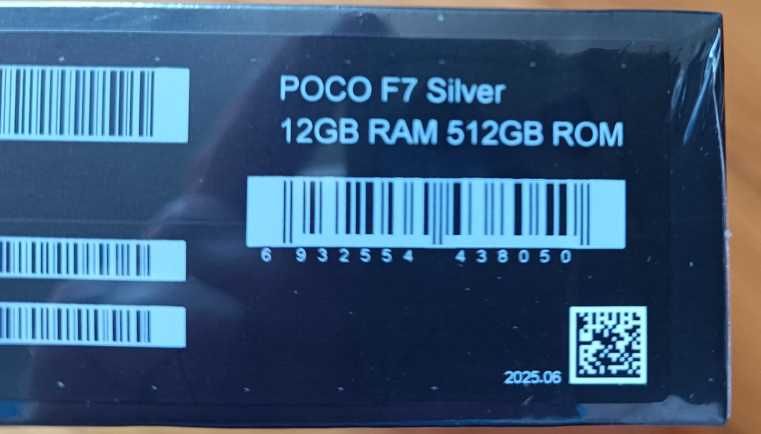 POCO F7 Silver
12GB RAM 512GB ROM
6 932554 438050
2025.06